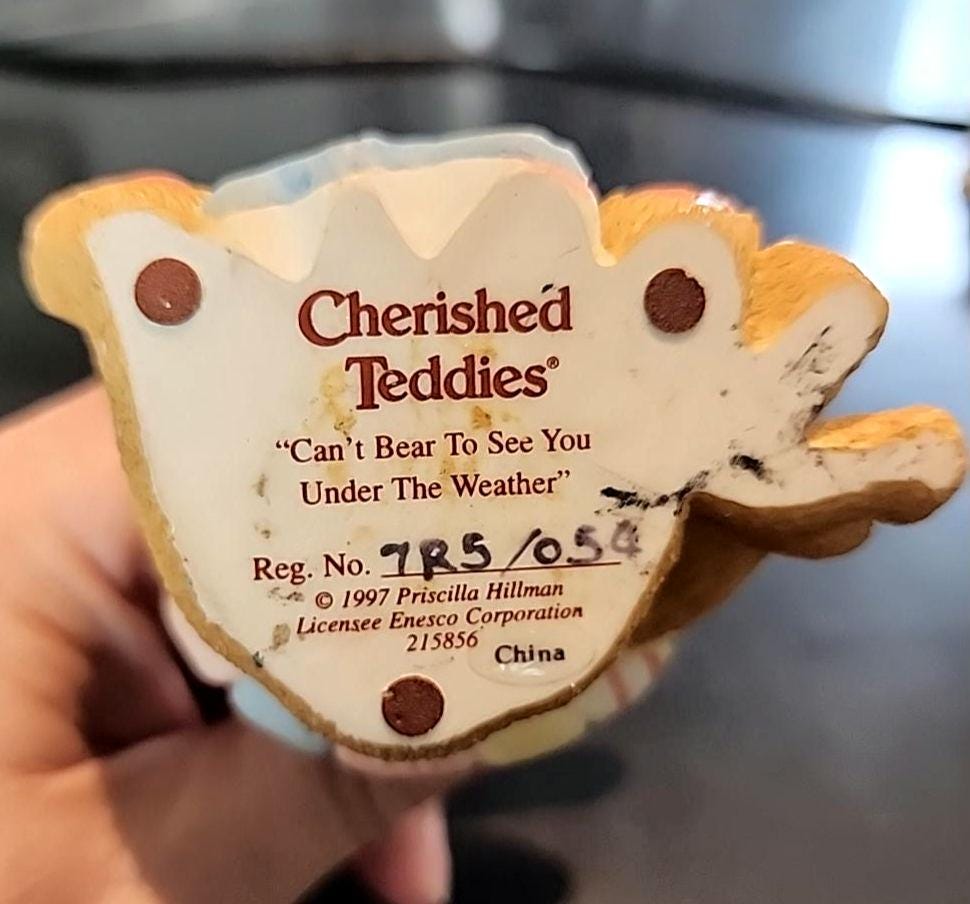 Cherished
Teddies®
“Can't Bear To See You
Under The Weather”
Reg. No. 7R5/054
© 1997 Priscilla Hillman
Licensee Enesco Corporation
215856
China